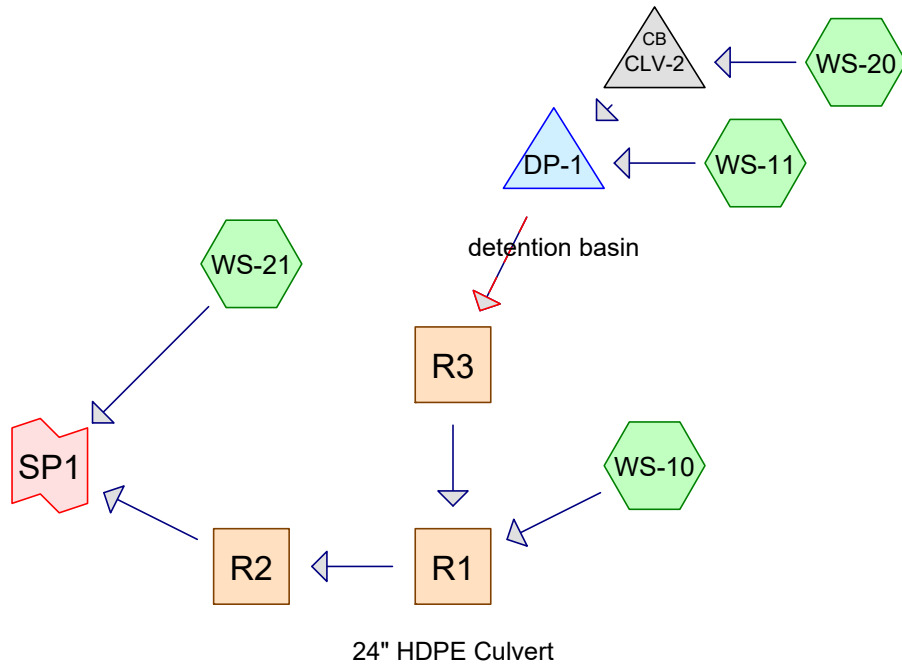 CB
CLV-2
WS-20
DP-1
WS-11
detention basin
WS-21
R3
SP1
WS-10
R2
R1
24" HDPE Culvert